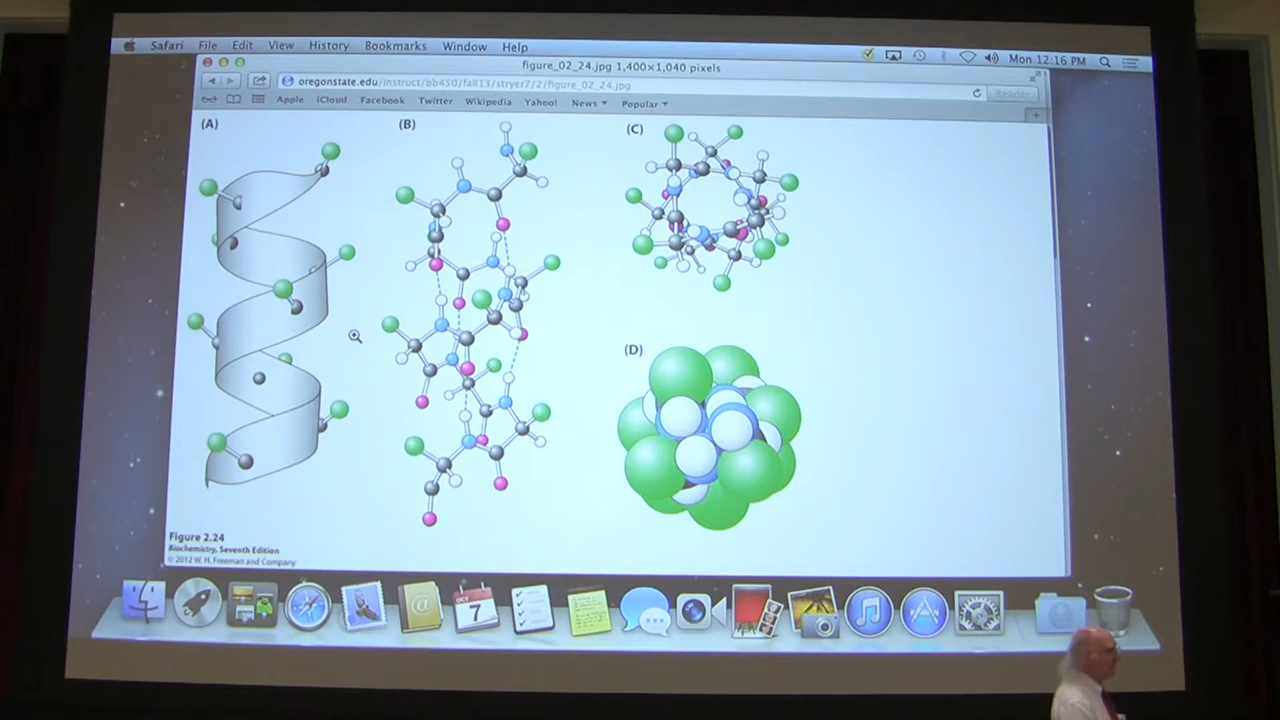 Safari File Edit View History Bookmarks Window Help Mon 12:16 PM
figure_02_24.jpg 1,400×1,040 pixels
oregonstate.edu/instruct/bb450/fall13/stryer7/2/figure_02_24.jpg Reader
Apple iCloud Facebook Twitter Wikipedia Yahoo! News Popular
(A) (B) (C)
(D)
Figure 2.24
Biochemistry, Seventh Edition
© 2012 W. H. Freeman and Company
OCT
7